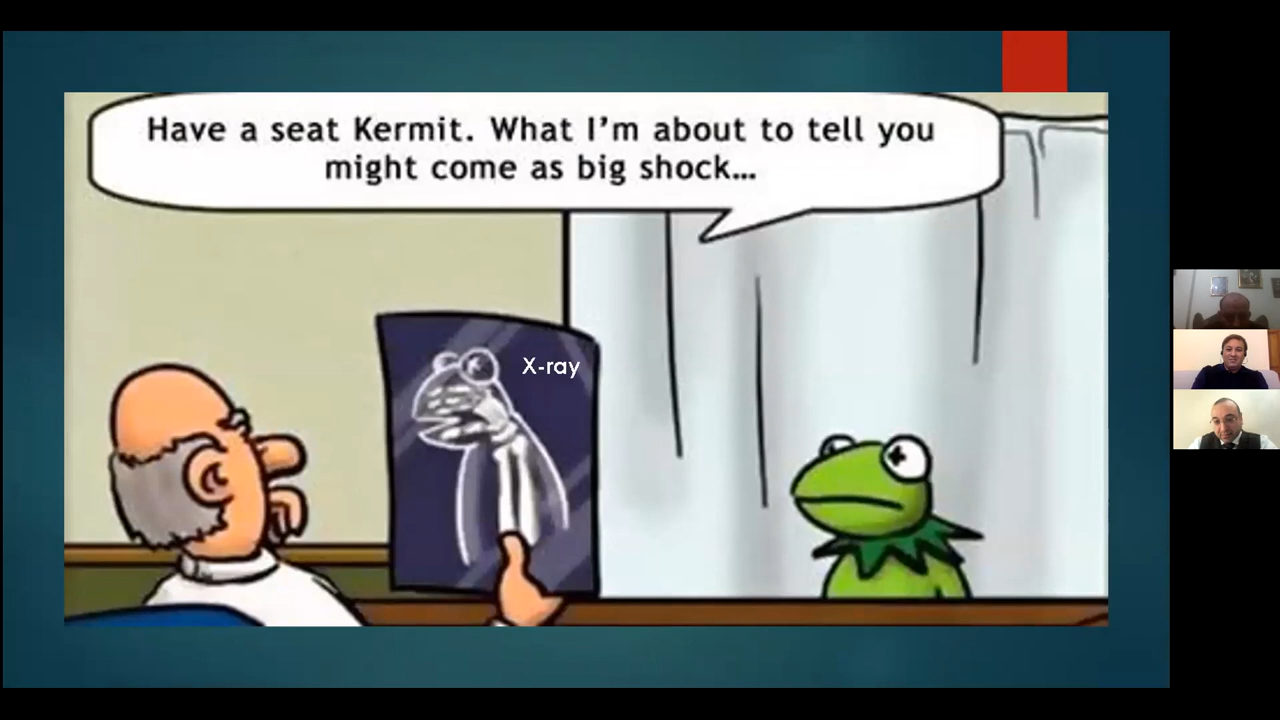 Have a seat Kermit. What I'm about to tell you
might come as big shock...
X-ray